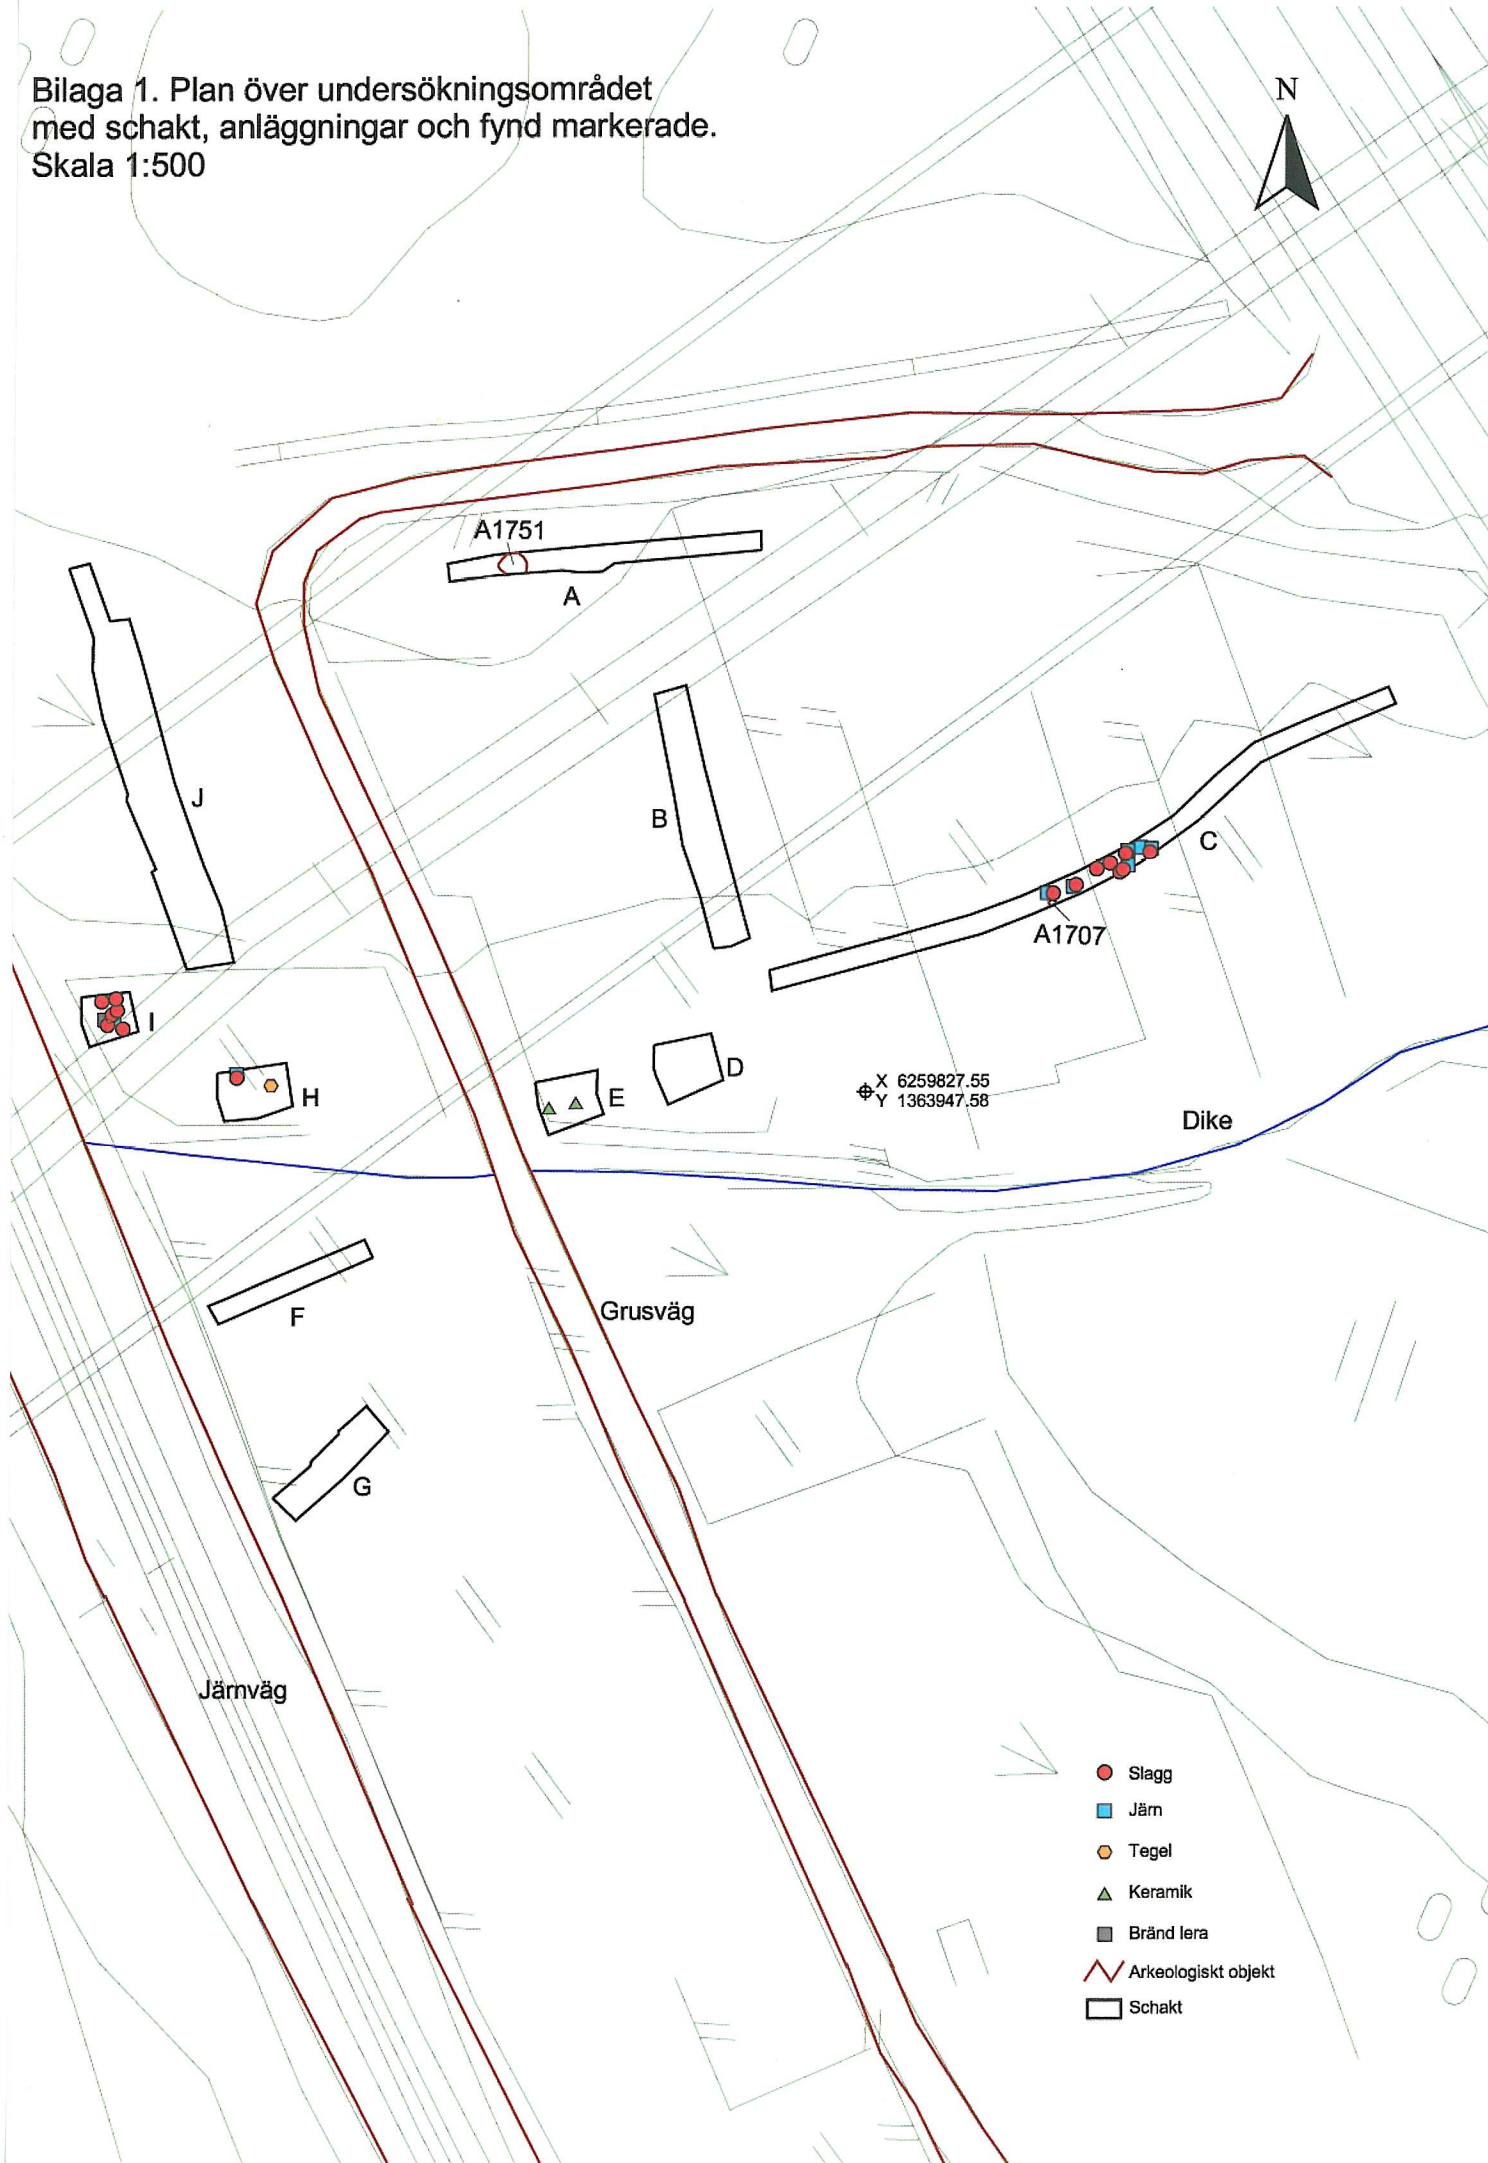 Bilaga 1. Plan över undersökningsområdet
med schakt, anläggningar och fynd markerade.
Skala 1:500
N
A1751
A
J
B
C
A1707
I
H
E
D
X 6259827.55
Y 1363947.58
Dike
F
Grusväg
G
Järnväg
Slagg
Järn
Tegel
Keramik
Bränd lera
Arkeologiskt objekt
Schakt